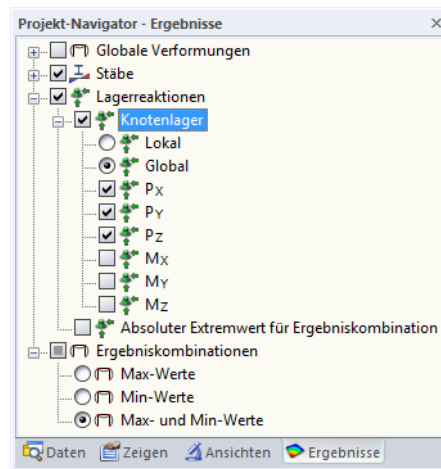 Projekt-Navigator - Ergebnisse
Globale Verformungen
Stäbe
Lagerreaktionen
Knotenlager
Lokal
Global
PX
PY
PZ
MX
MY
MZ
Absoluter Extremwert für Ergebniskombination
Ergebniskombinationen
Max-Werte
Min-Werte
Max- und Min-Werte
Daten Zeigen Ansichten Ergebnisse